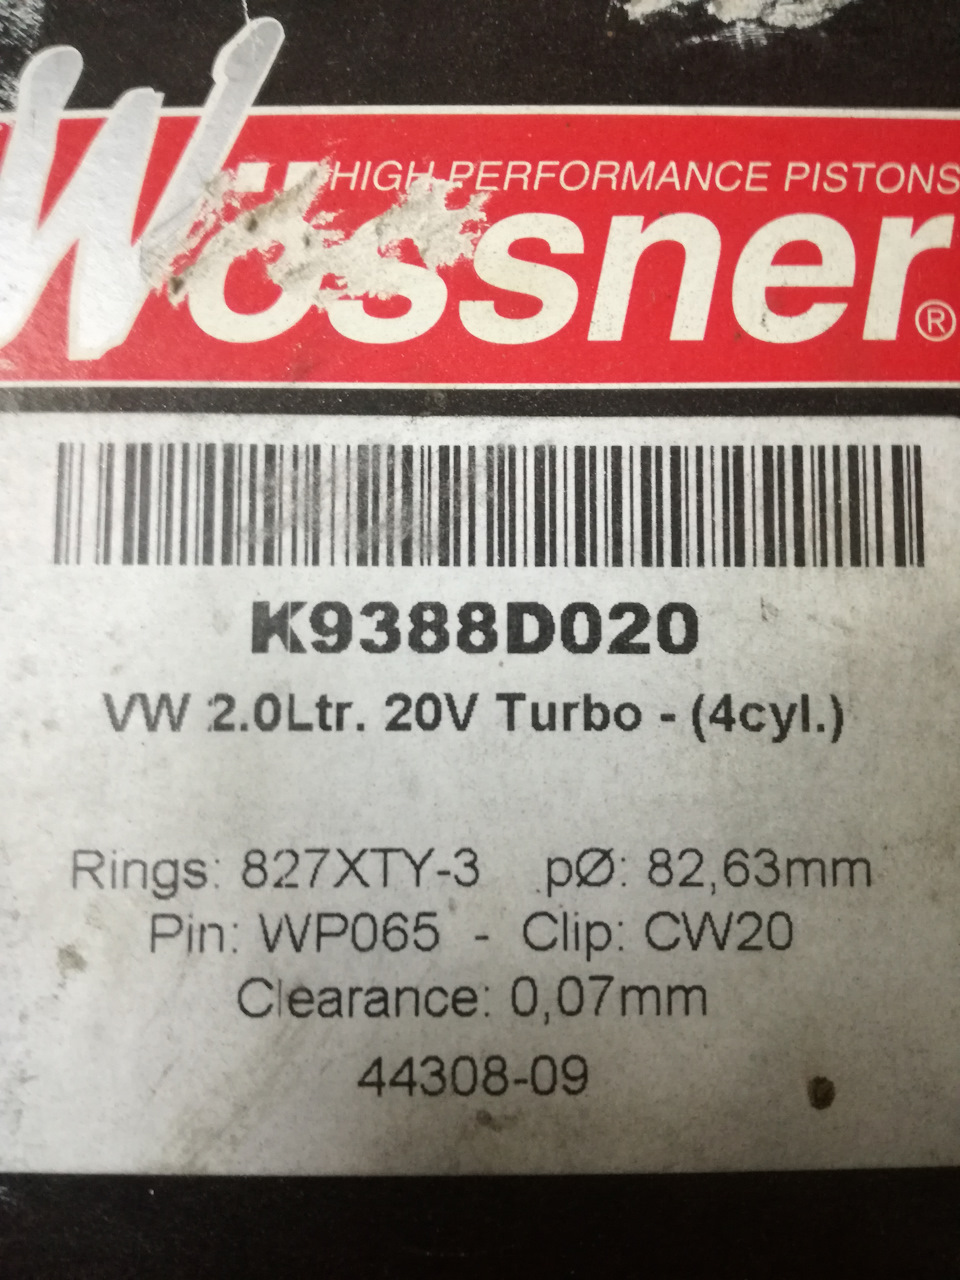 HIGH PERFORMANCE PISTONS
Wössner®
K9388D020
VW 2.0Ltr. 20V Turbo - (4cyl.)
Rings: 827XTY-3 pØ: 82,63mm
Pin: WP065 - Clip: CW20
Clearance: 0,07mm
44308-09